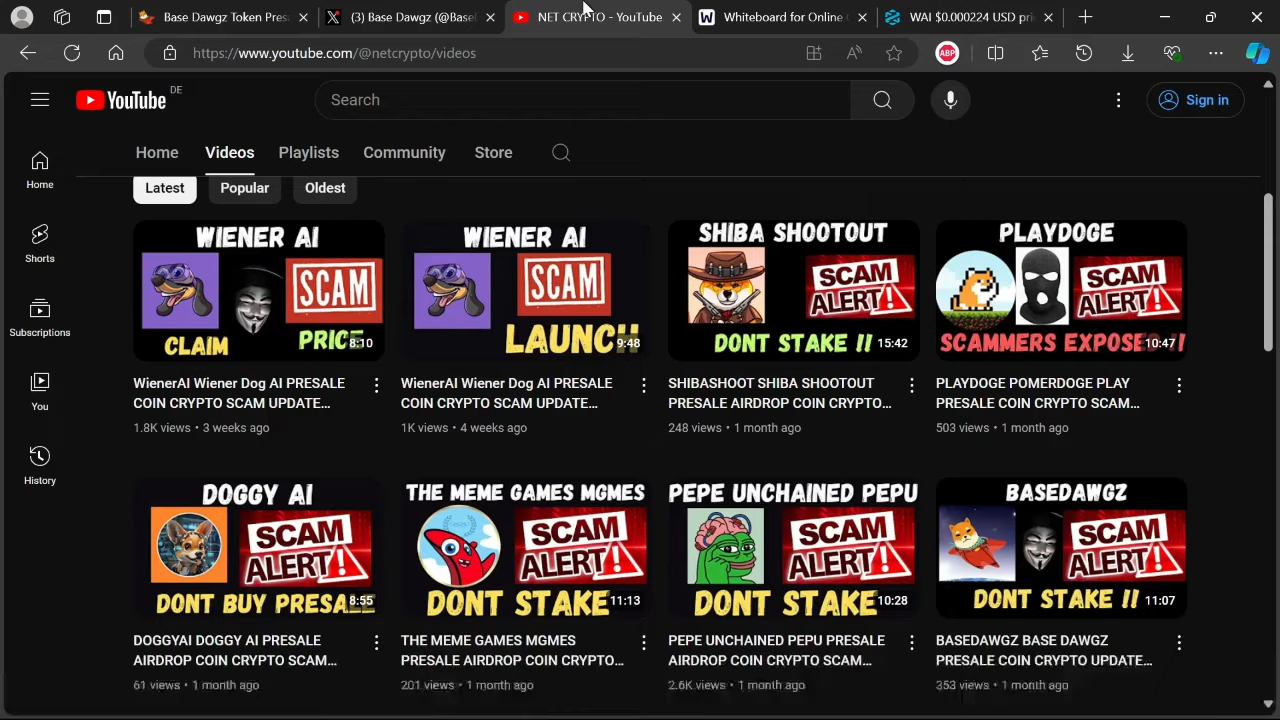 Base Dawgz Token Pres
(3) Base Dawgz (@Base
NET CRYPTO - YouTube
Whiteboard for Online
WAI $0.000224 USD pri
https://www.youtube.com/@netcrypto/videos
ABP
YouTube DE
Search
Sign in
Home
Videos
Playlists
Community
Store
Home
Shorts
Subscriptions
You
History
Latest
Popular
Oldest
WIENER AI
SCAM
CLAIM
PRICE
8:10
WIENER AI
SCAM
LAUNCH
9:48
SHIBA SHOOTOUT
SCAM
ALERT!
DONT STAKE !!
15:42
PLAYDOGE
SCAM
ALERT!
SCAMMERS EXPOSED !!
10:47
WienerAI Wiener Dog AI PRESALE
COIN CRYPTO SCAM UPDATE...
1.8K views • 3 weeks ago
WienerAI Wiener Dog AI PRESALE
COIN CRYPTO SCAM UPDATE...
1K views • 4 weeks ago
SHIBASHOOT SHIBA SHOOTOUT
PRESALE AIRDROP COIN CRYPTO...
248 views • 1 month ago
PLAYDOGE POMERDOGE PLAY
PRESALE COIN CRYPTO SCAM...
503 views • 1 month ago
DOGGY AI
SCAM
ALERT!
DONT BUY PRESALE
8:55
THE MEME GAMES MGMES
SCAM
ALERT!
DONT STAKE
11:13
PEPE UNCHAINED PEPU
SCAM
ALERT!
DONT STAKE
10:28
BASEDAWGZ
SCAM
ALERT!
DONT STAKE !!
11:07
DOGGYAI DOGGY AI PRESALE
AIRDROP COIN CRYPTO SCAM...
61 views • 1 month ago
THE MEME GAMES MGMES
PRESALE AIRDROP COIN CRYPTO...
201 views • 1 month ago
PEPE UNCHAINED PEPU PRESALE
AIRDROP COIN CRYPTO SCAM...
2.6K views • 1 month ago
BASEDAWGZ BASE DAWGZ
PRESALE COIN CRYPTO UPDATE...
353 views • 1 month ago